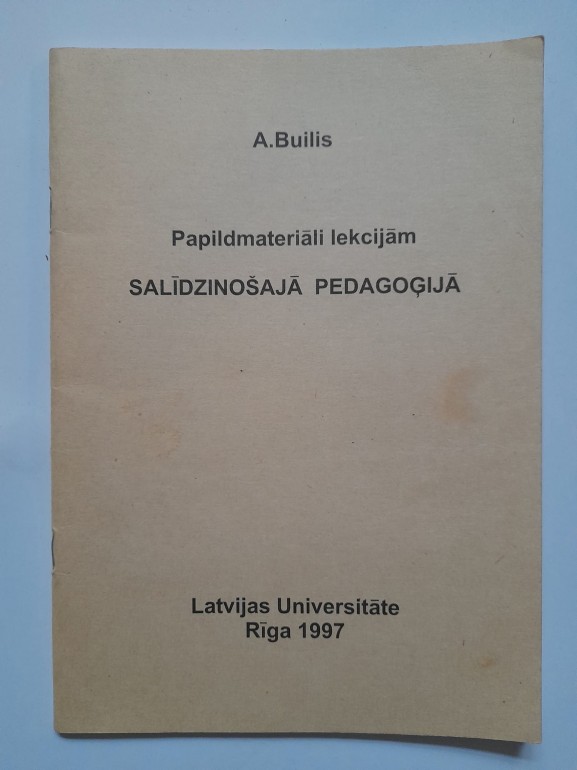 A.Builis
Papildmateriāli lekcijām
SALĪDZINOŠAJĀ PEDAGOĢIJĀ
Latvijas Universitāte
Rīga 1997